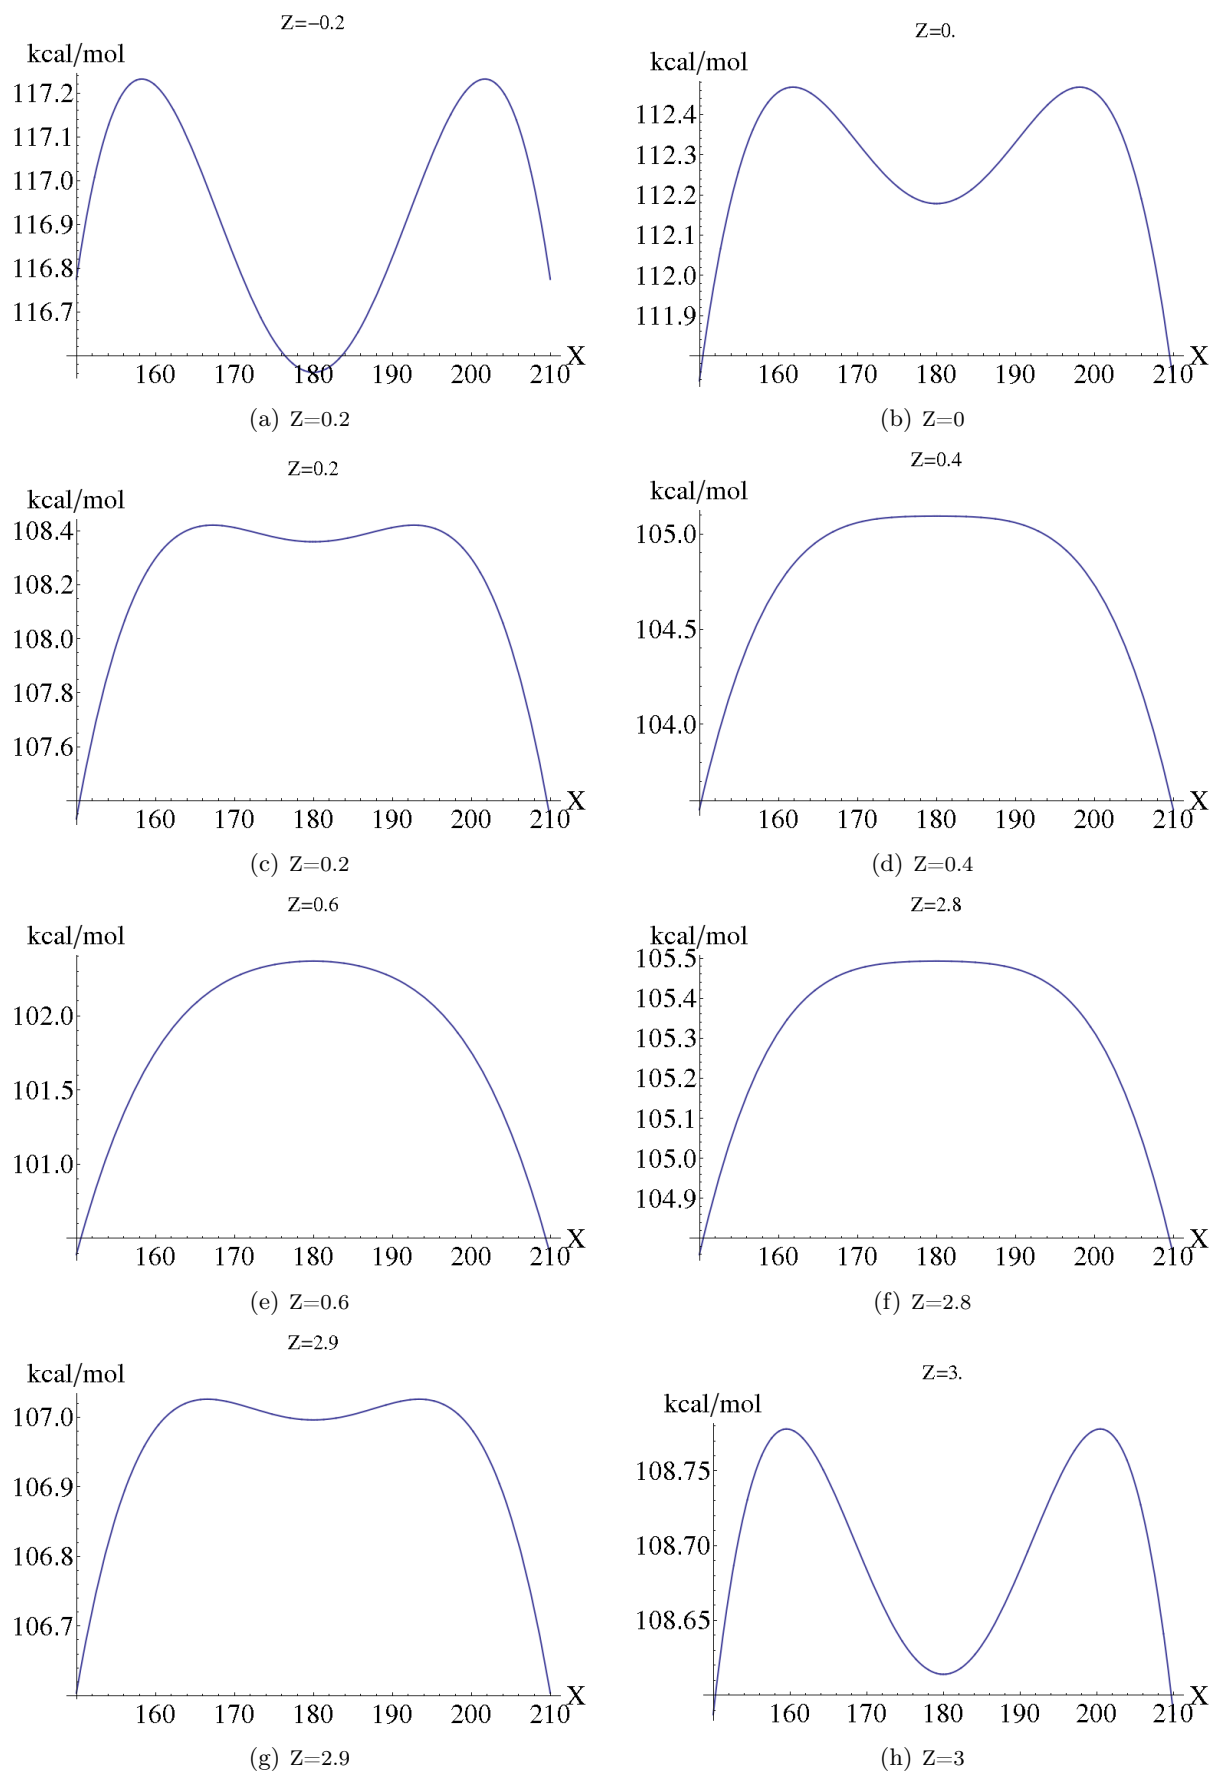 Z=−0.2
kcal/mol
117.2
117.1
117.0
116.9
116.8
116.7
160 170 180 190 200 210
X
(a) Z=0.2
Z=0.
kcal/mol
112.4
112.3
112.2
112.1
112.0
111.9
160 170 180 190 200 210
X
(b) Z=0
Z=0.2
kcal/mol
108.4
108.2
108.0
107.8
107.6
160 170 180 190 200 210
X
(c) Z=0.2
Z=0.4
kcal/mol
105.0
104.5
104.0
160 170 180 190 200 210
X
(d) Z=0.4
Z=0.6
kcal/mol
102.0
101.5
101.0
160 170 180 190 200 210
X
(e) Z=0.6
Z=2.8
kcal/mol
105.5
105.4
105.3
105.2
105.1
105.0
104.9
160 170 180 190 200 210
X
(f) Z=2.8
Z=2.9
kcal/mol
107.0
106.9
106.8
106.7
160 170 180 190 200 210
X
(g) Z=2.9
Z=3.
kcal/mol
108.75
108.70
108.65
160 170 180 190 200 210
X
(h) Z=3